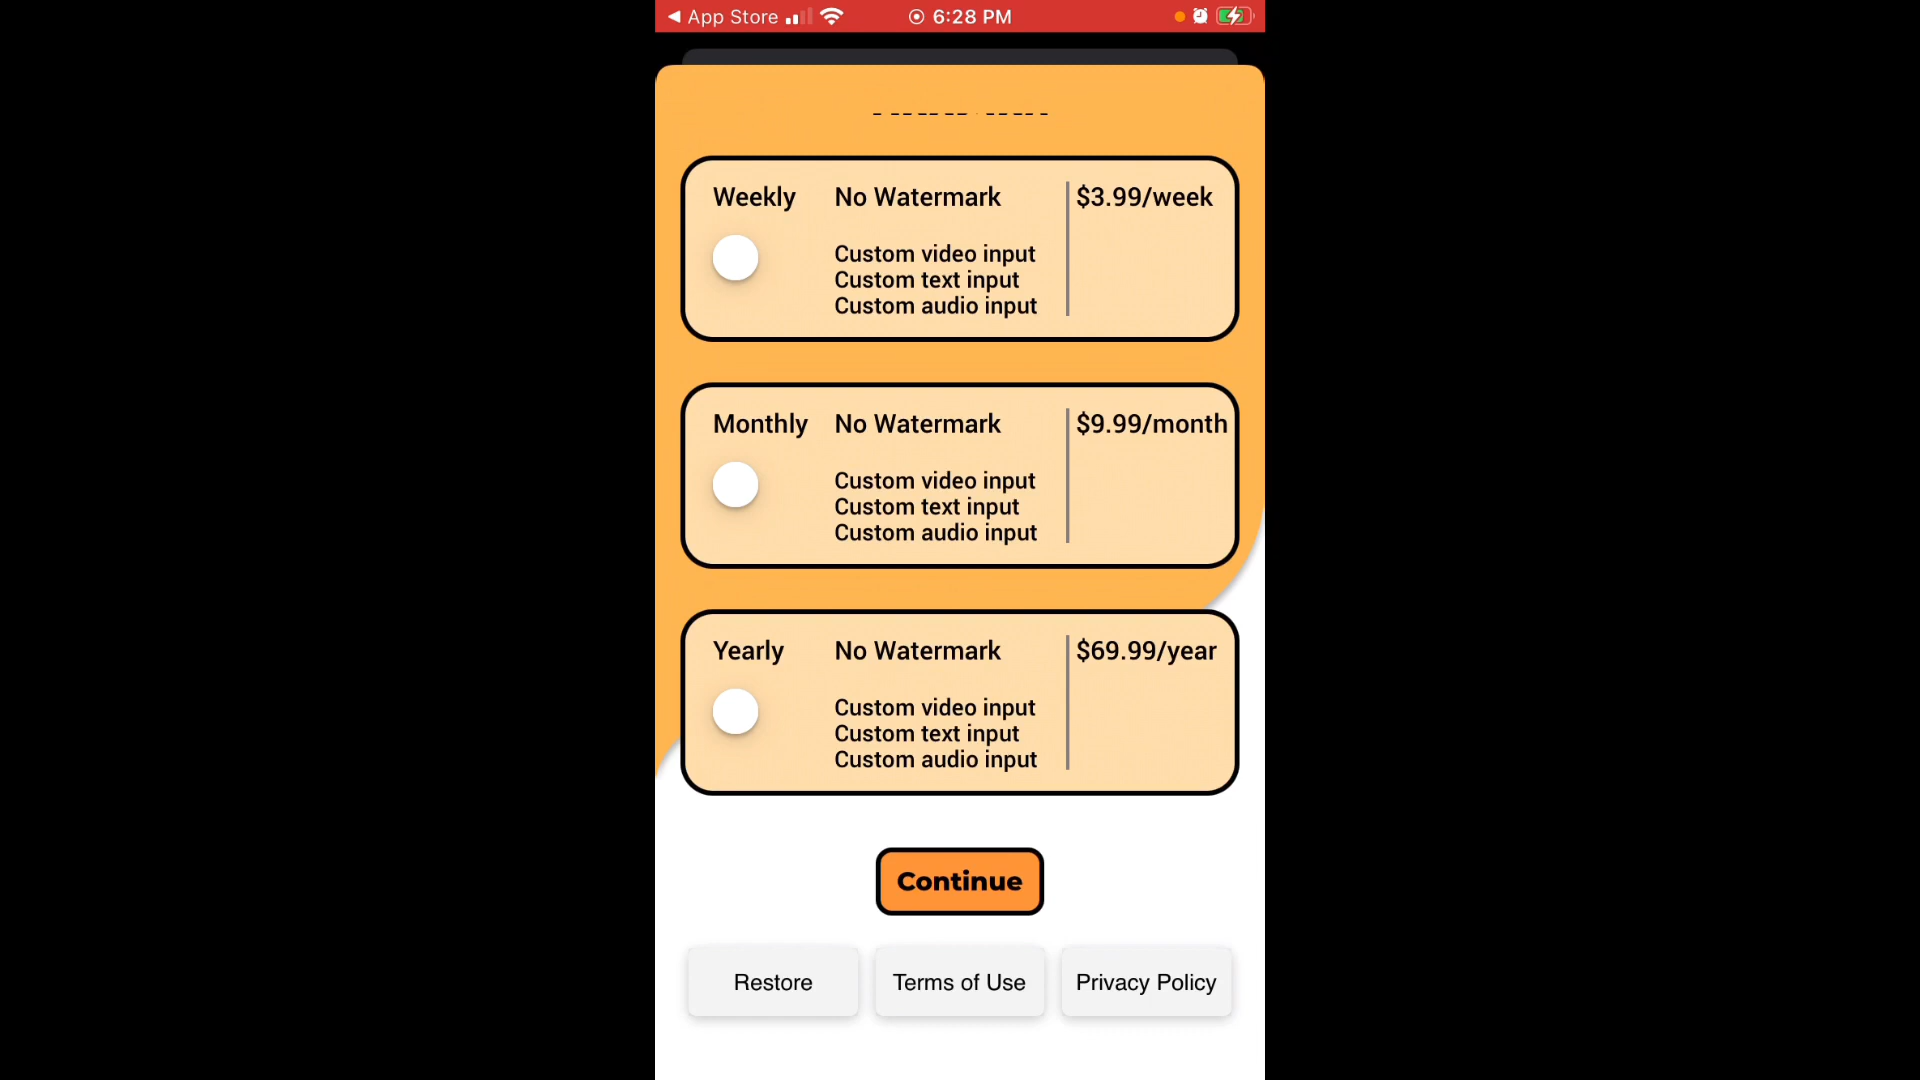 App Store
6:28 PM
Weekly
No Watermark
$3.99/week
Custom video input
Custom text input
Custom audio input
Monthly
No Watermark
$9.99/month
Custom video input
Custom text input
Custom audio input
Yearly
No Watermark
$69.99/year
Custom video input
Custom text input
Custom audio input
Continue
Restore
Terms of Use
Privacy Policy